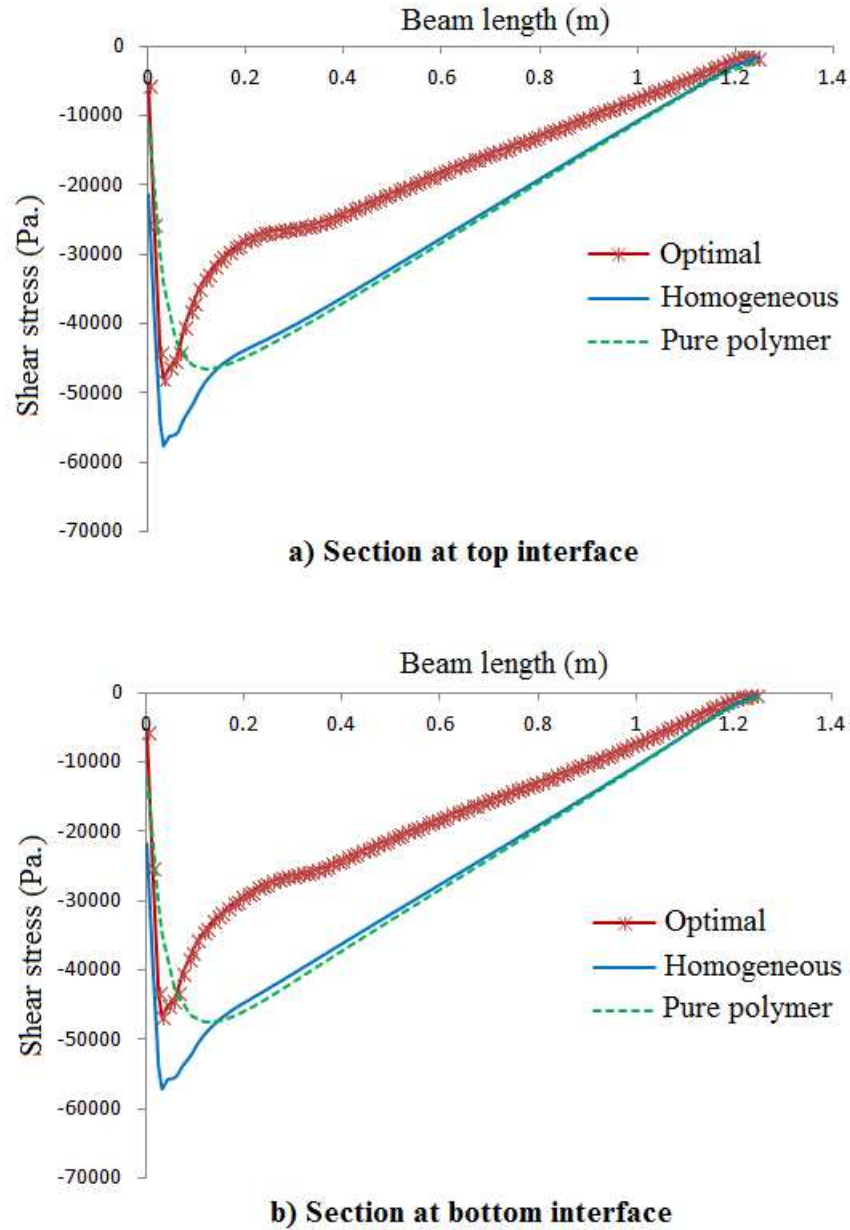 Beam length (m)
0
0 0.2 0.4 0.6 0.8 1 1.2 1.4
-10000
-20000
-30000
-40000
-50000
-60000
-70000
Shear stress (Pa.)
Optimal
Homogeneous
Pure polymer
a) Section at top interface
Beam length (m)
0
0 0.2 0.4 0.6 0.8 1 1.2 1.4
-10000
-20000
-30000
-40000
-50000
-60000
-70000
Shear stress (Pa.)
Optimal
Homogeneous
Pure polymer
b) Section at bottom interface